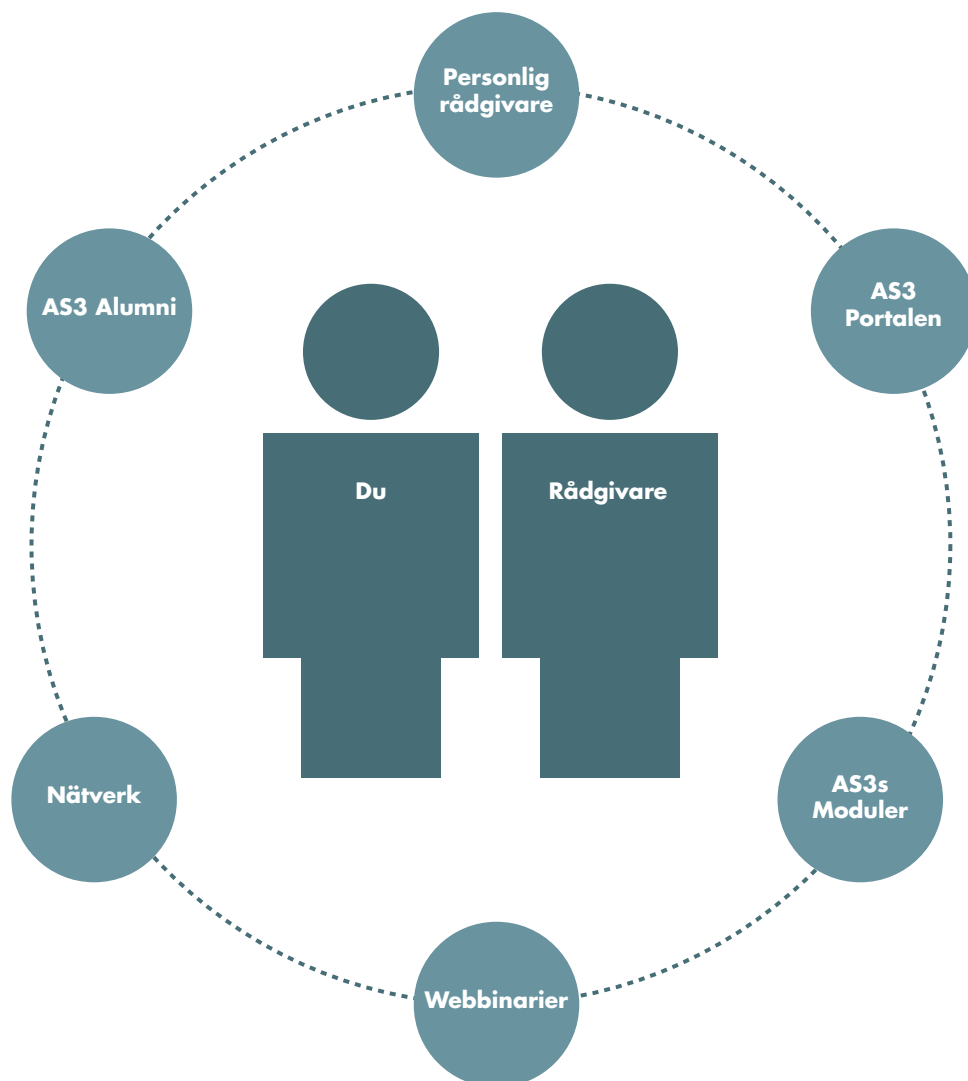 Personlig
rådgivare
AS3 Alumni
AS3
Portalen
Du
Rådgivare
Nätverk
AS3s
Moduler
Webbinarier